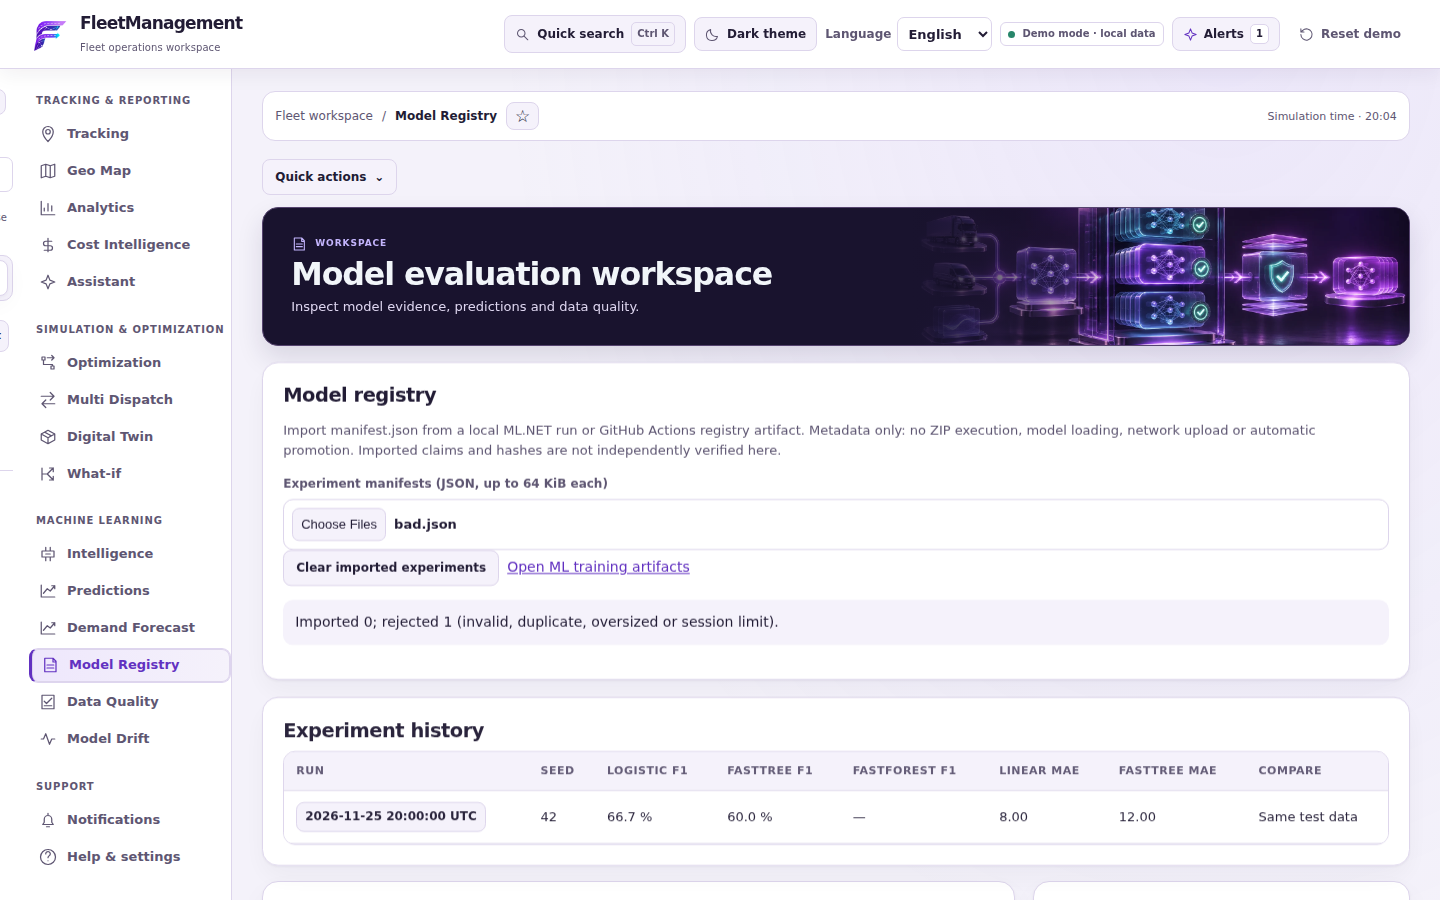 FleetManagement
Fleet operations workspace
Quick search Ctrl K
Dark theme
Language English
Demo mode · local data
Alerts 1
Reset demo
TRACKING & REPORTING
Tracking
Geo Map
Analytics
Cost Intelligence
Assistant
SIMULATION & OPTIMIZATION
Optimization
Multi Dispatch
Digital Twin
What-if
MACHINE LEARNING
Intelligence
Predictions
Demand Forecast
Model Registry
Data Quality
Model Drift
SUPPORT
Notifications
Help & settings
Fleet workspace / Model Registry
Simulation time · 20:04
Quick actions
WORKSPACE
Model evaluation workspace
Inspect model evidence, predictions and data quality.
Model registry
Import manifest.json from a local ML.NET run or GitHub Actions registry artifact. Metadata only: no ZIP execution, model loading, network upload or automatic
promotion. Imported claims and hashes are not independently verified here.
Experiment manifests (JSON, up to 64 KiB each)
Choose Files bad.json
Clear imported experiments Open ML training artifacts
Imported 0; rejected 1 (invalid, duplicate, oversized or session limit).
Experiment history
RUN SEED LOGISTIC F1 FASTTREE F1 FASTFOREST F1 LINEAR MAE FASTTREE MAE COMPARE
2026-11-25 20:00:00 UTC 42 66.7 % 60.0 % — 8.00 12.00 Same test data